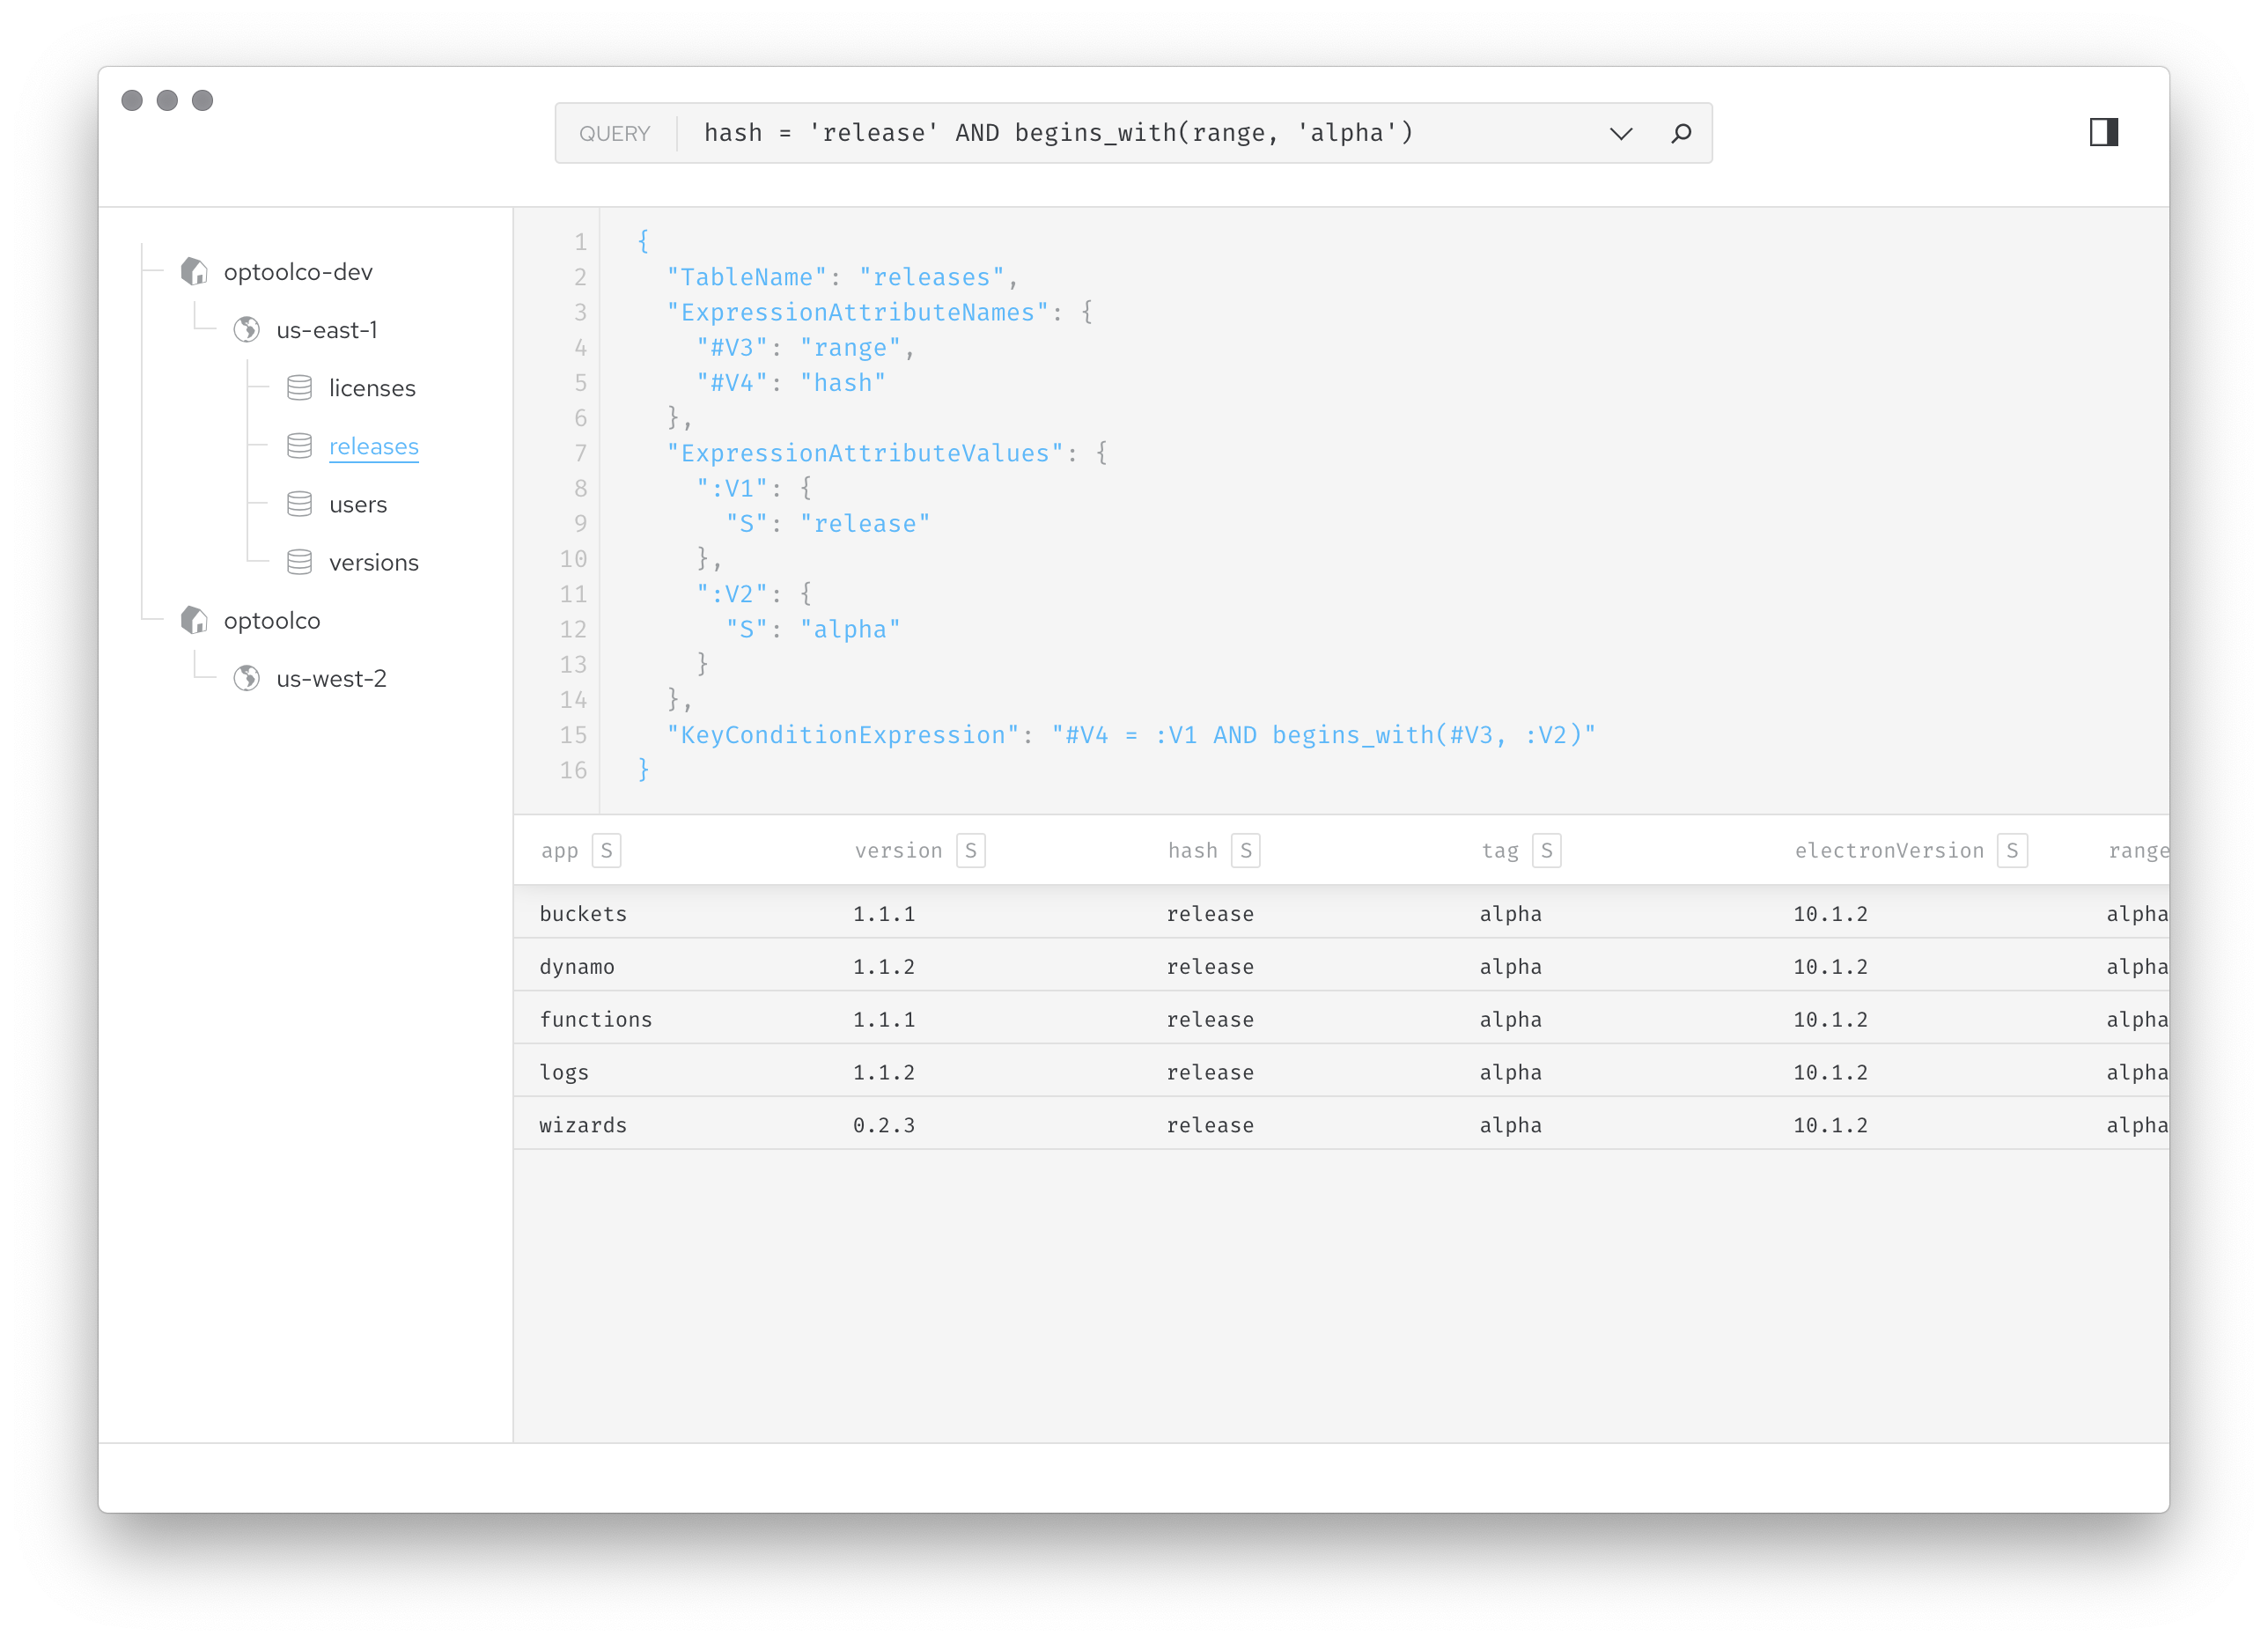 QUERY hash = 'release' AND begins_with(range, 'alpha')
optoolco-dev
us-east-1
licenses
releases
users
versions
optoolco
us-west-2
1 {
2 "TableName": "releases",
3 "ExpressionAttributeNames": {
4 "#V3": "range",
5 "#V4": "hash"
6 },
7 "ExpressionAttributeValues": {
8 ":V1": {
9 "S": "release"
10 },
11 ":V2": {
12 "S": "alpha"
13 }
14 },
15 "KeyConditionExpression": "#V4 = :V1 AND begins_with(#V3, :V2)"
16 }
app S version S hash S tag S electronVersion S range
buckets 1.1.1 release alpha 10.1.2 alpha
dynamo 1.1.2 release alpha 10.1.2 alpha
functions 1.1.1 release alpha 10.1.2 alpha
logs 1.1.2 release alpha 10.1.2 alpha
wizards 0.2.3 release alpha 10.1.2 alpha